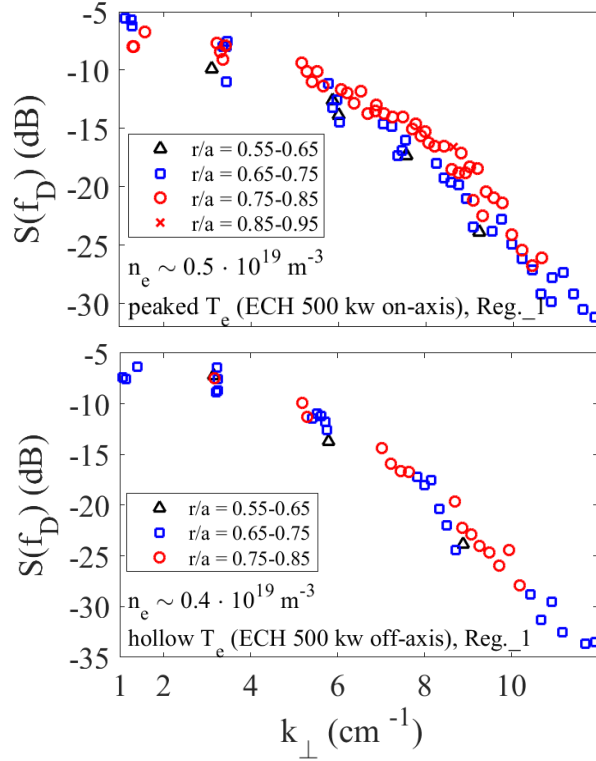 -5
-10
-15
-20
-25
-30
S(f_D) (dB)
r/a = 0.55-0.65
r/a = 0.65-0.75
r/a = 0.75-0.85
r/a = 0.85-0.95
n_e ∼ 0.5 · 10^19 m^-3
peaked T_e (ECH 500 kw on-axis), Reg._1
-5
-10
-15
-20
-25
-30
-35
S(f_D) (dB)
r/a = 0.55-0.65
r/a = 0.65-0.75
r/a = 0.75-0.85
n_e ∼ 0.4 · 10^19 m^-3
hollow T_e (ECH 500 kw off-axis), Reg._1
1 2 4 6 8 10
k_⊥ (cm^-1)